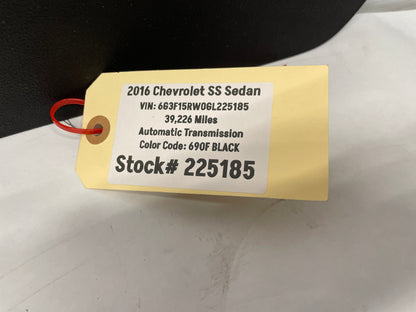 2016 Chevrolet SS Sedan
VIN: 6G3F15RW0GL225185
39,226 Miles
Automatic Transmission
Color Code: 690F BLACK
Stock# 225185